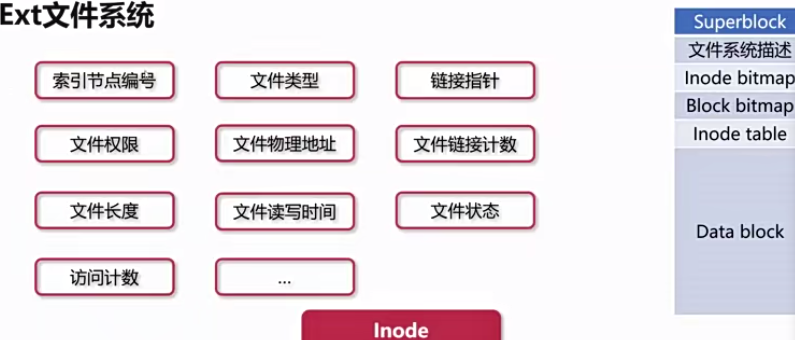 Ext文件系统
索引节点编号
文件类型
链接指针
文件权限
文件物理地址
文件链接计数
文件长度
文件读写时间
文件状态
访问计数
...
Inode
Superblock
文件系统描述
Inode bitmap
Block bitmap
Inode table
Data block